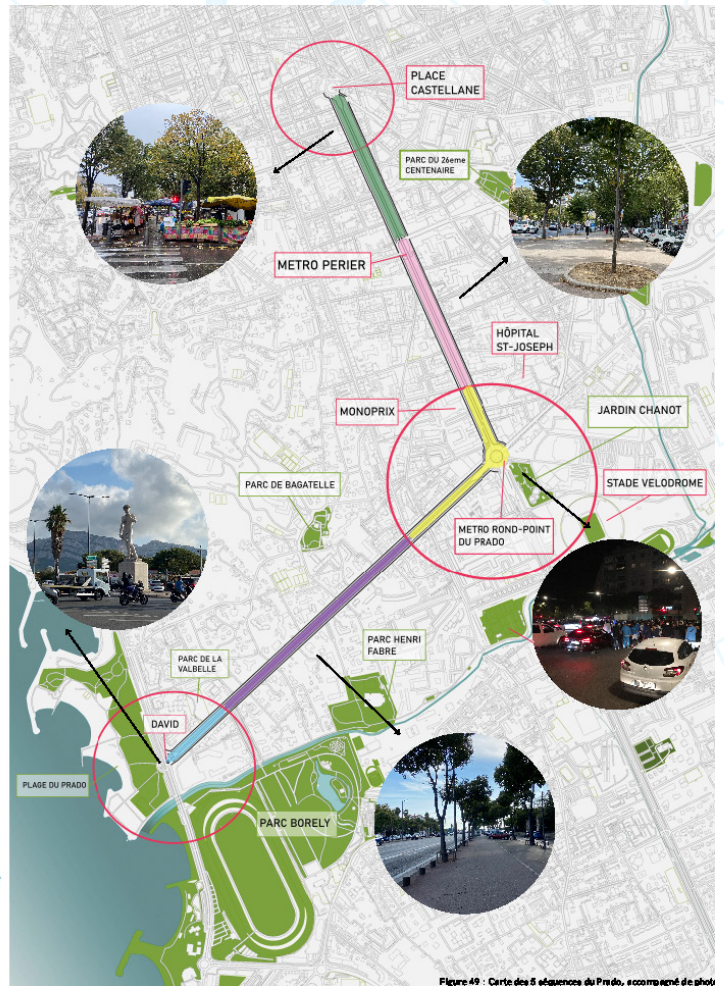 PLACE
CASTELLANE
PARC DU 26eme
CENTENAIRE
METRO PERIER
HÔPITAL
ST-JOSEPH
MONOPRIX
JARDIN CHANOT
PARC DE BAGATELLE
STADE VELODROME
METRO ROND-POINT
DU PRADO
PARC HENRI
FABRE
PARC DE LA
VALBELLE
DAVID
PLAGE DU PRADO
PARC BORELY
Figure 49 : Carte des 5 séquences du Prado, accompagné de photo